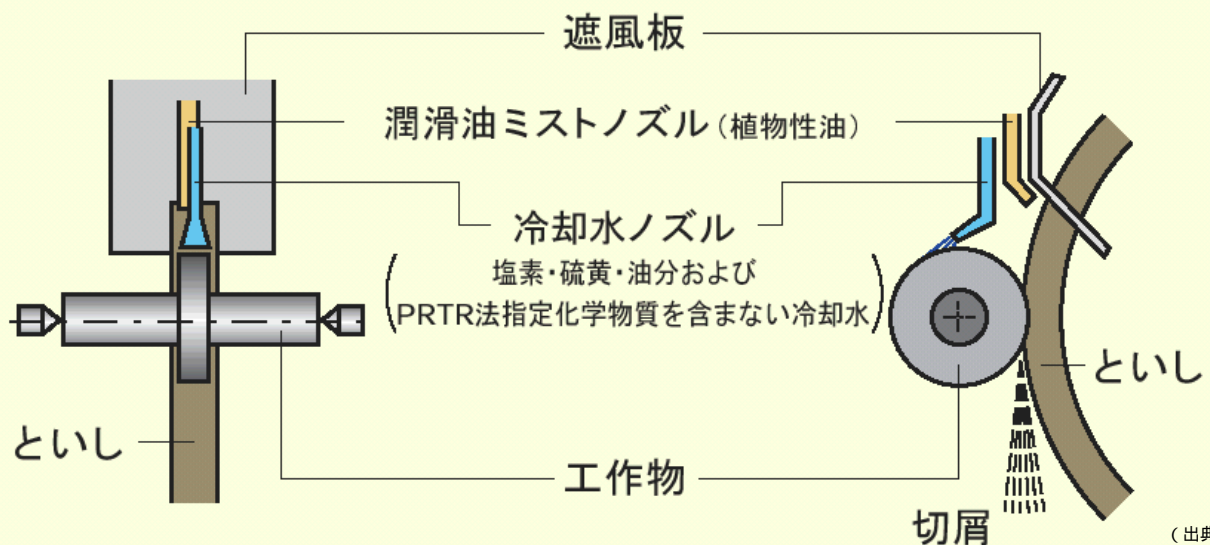 遮風板
潤滑油ミストノズル（植物性油）
冷却水ノズル
（塩素・硫黄・油分および
PRTR法指定化学物質を含まない冷却水）
といし
といし
工作物
切屑
（出典